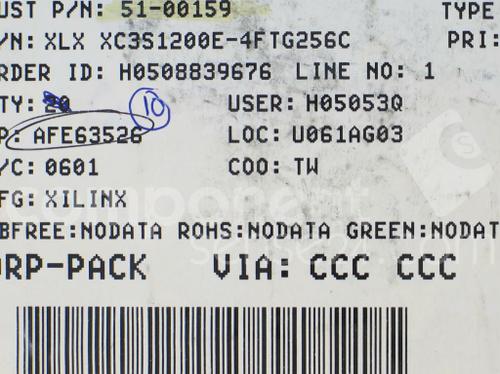 UST P/N: 51-00159 TYPE
/N: XLX XC3S1200E-4FTG256C PRI:
RDER ID: H0508839676 LINE NO: 1
TY: 20 10 USER: H05053Q
P: AFE63526 LOC: U061AG03
/C: 0601 COO: TW
FG: XILINX
BFREE:NODATA ROHS:NODATA GREEN:NODAT
ORP-PACK VIA: CCC CCC
component
sense